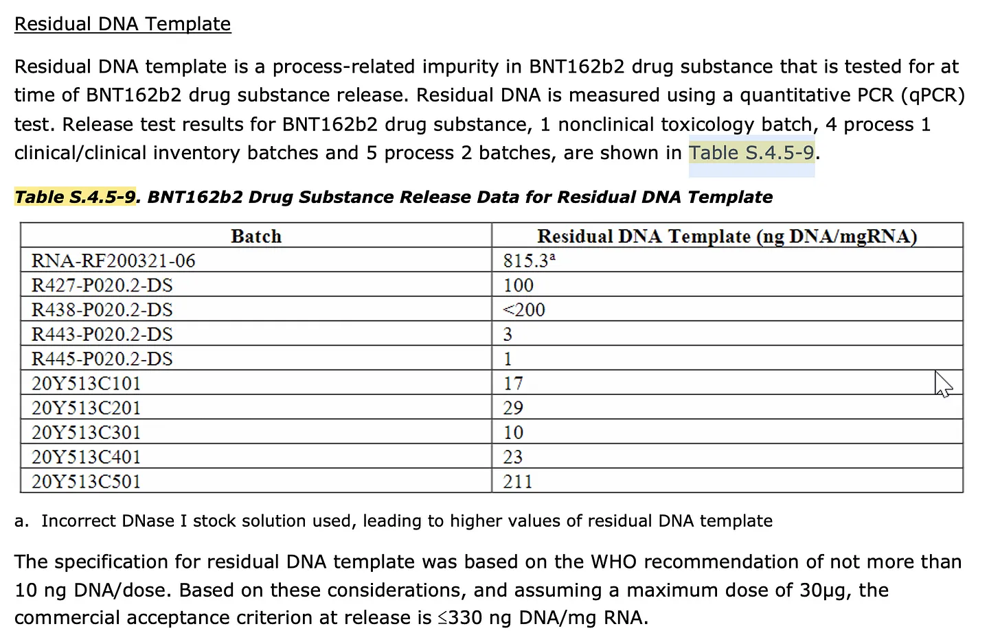 Residual DNA Template
Residual DNA template is a process-related impurity in BNT162b2 drug substance that is tested for at
time of BNT162b2 drug substance release. Residual DNA is measured using a quantitative PCR (qPCR)
test. Release test results for BNT162b2 drug substance, 1 nonclinical toxicology batch, 4 process 1
clinical/clinical inventory batches and 5 process 2 batches, are shown in Table S.4.5-9.
Table S.4.5-9. BNT162b2 Drug Substance Release Data for Residual DNA Template
Batch Residual DNA Template (ng DNA/mgRNA)
RNA-RF200321-06 815.3ª
R427-P020.2-DS 100
R438-P020.2-DS <200
R443-P020.2-DS 3
R445-P020.2-DS 1
20Y513C101 17
20Y513C201 29
20Y513C301 10
20Y513C401 23
20Y513C501 211
a. Incorrect DNase I stock solution used, leading to higher values of residual DNA template
The specification for residual DNA template was based on the WHO recommendation of not more than
10 ng DNA/dose. Based on these considerations, and assuming a maximum dose of 30µg, the
commercial acceptance criterion at release is ≤330 ng DNA/mg RNA.